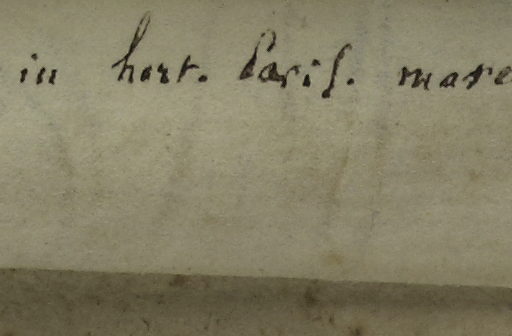 in hort. Paris. mare